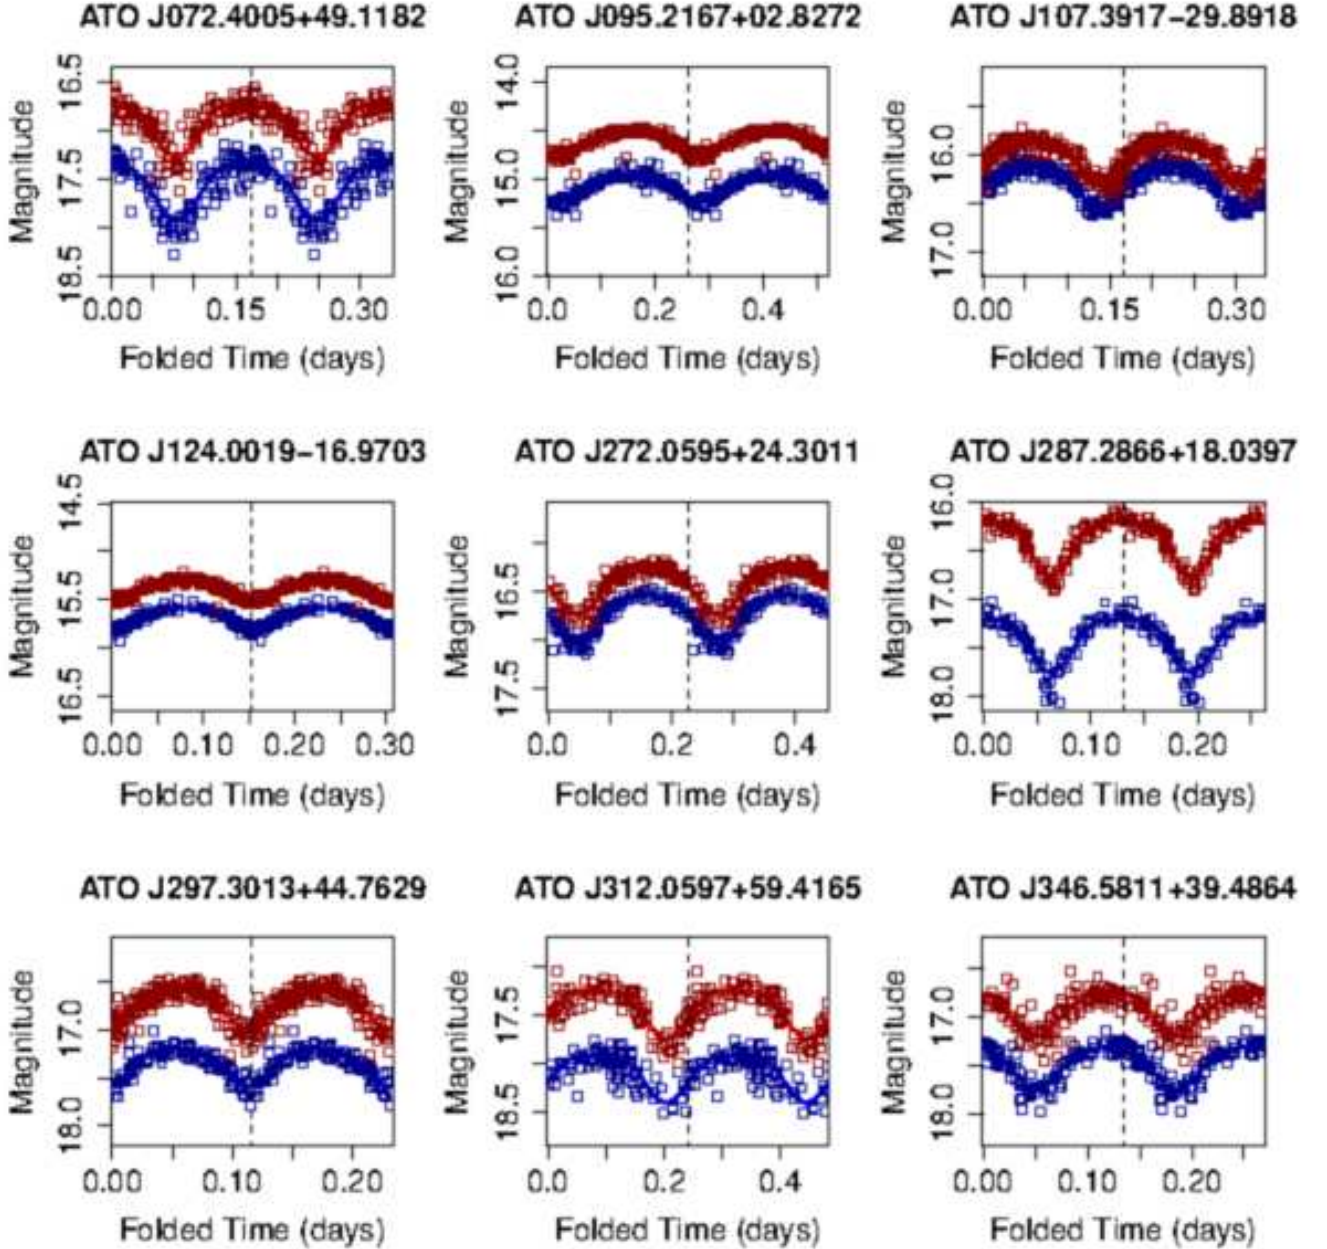 ATO J072.4005+49.1182
ATO J095.2167+02.8272
ATO J107.3917−29.8918
Magnitude
16.5
17.5
18.5
0.00 0.15 0.30
Folded Time (days)
Magnitude
14.0
15.0
16.0
0.0 0.2 0.4
Folded Time (days)
Magnitude
16.0
17.0
0.00 0.15 0.30
Folded Time (days)
ATO J124.0019−16.9703
ATO J272.0595+24.3011
ATO J287.2866+18.0397
Magnitude
14.5
15.5
16.5
0.00 0.10 0.20 0.30
Folded Time (days)
Magnitude
16.5
17.5
0.0 0.2 0.4
Folded Time (days)
Magnitude
16.0
17.0
18.0
0.00 0.10 0.20
Folded Time (days)
ATO J297.3013+44.7629
ATO J312.0597+59.4165
ATO J346.5811+39.4864
Magnitude
17.0
18.0
0.00 0.10 0.20
Folded Time (days)
Magnitude
17.5
18.5
0.0 0.2 0.4
Folded Time (days)
Magnitude
17.0
18.0
0.00 0.10 0.20
Folded Time (days)